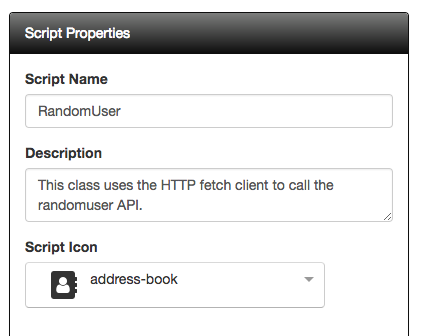 Script Properties
Script Name
RandomUser
Description
This class uses the HTTP fetch client to call the
randomuser API.
Script Icon
address-book